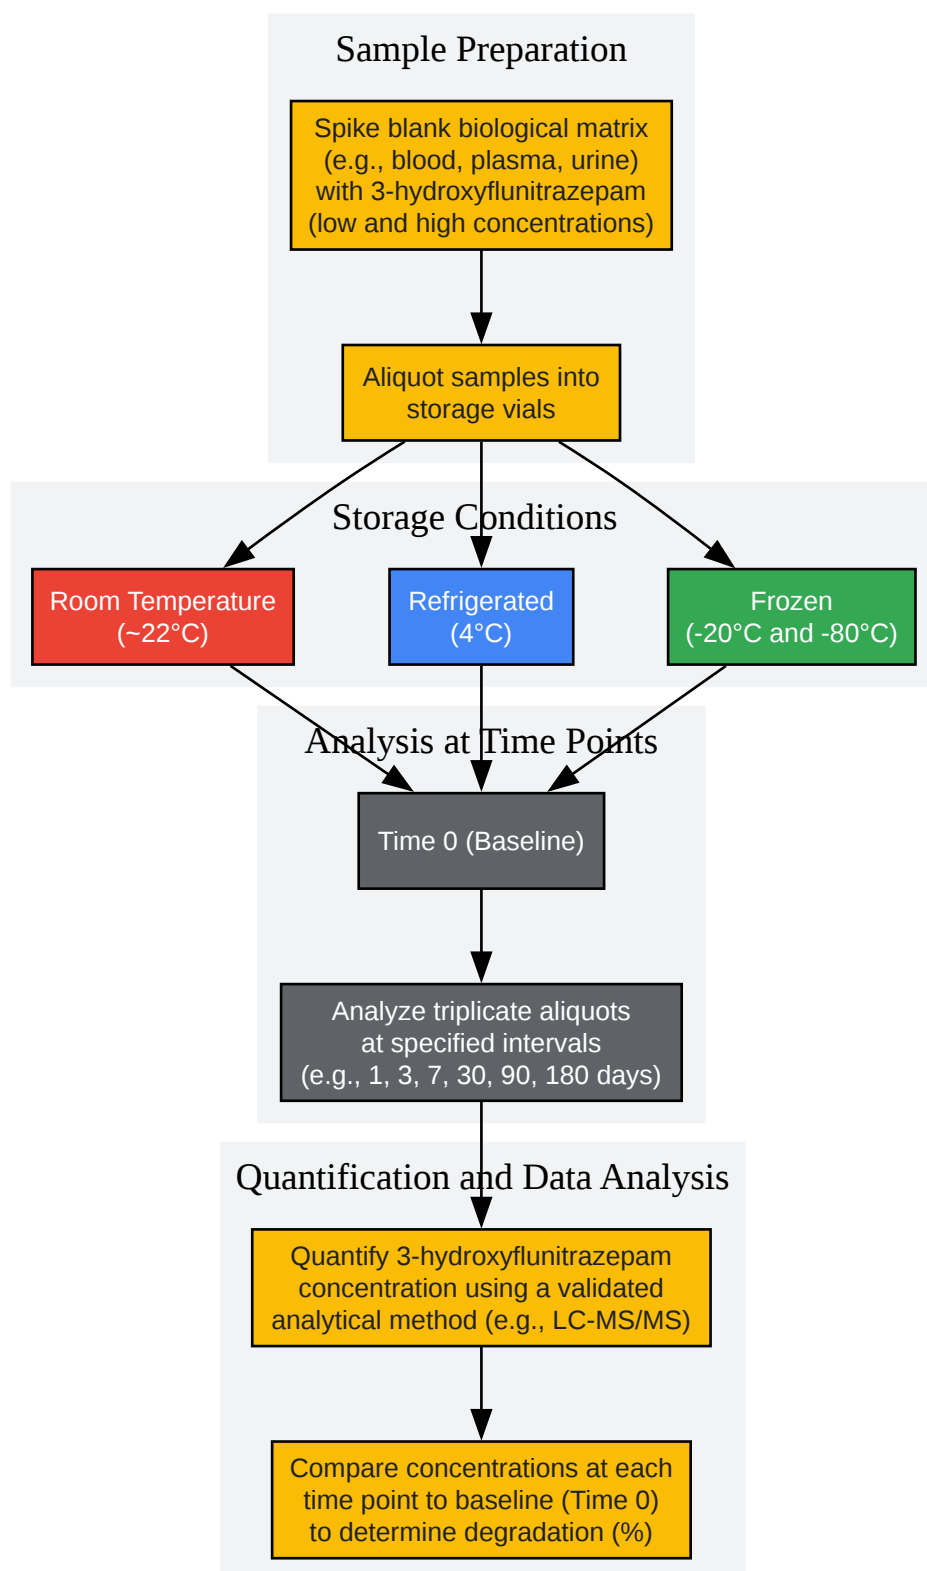 Sample Preparation
Spike blank biological matrix
(e.g., blood, plasma, urine)
with 3-hydroxyflunitrazepam
(low and high concentrations)
Aliquot samples into
storage vials
Storage Conditions
Room Temperature
(~22°C)
Refrigerated
(4°C)
Frozen
(-20°C and -80°C)
Analysis at Time Points
Time 0 (Baseline)
Analyze triplicate aliquots
at specified intervals
(e.g., 1, 3, 7, 30, 90, 180 days)
Quantification and Data Analysis
Quantify 3-hydroxyflunitrazepam
concentration using a validated
analytical method (e.g., LC-MS/MS)
Compare concentrations at each
time point to baseline (Time 0)
to determine degradation (%)